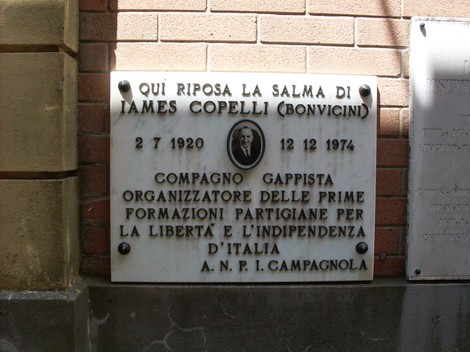 QUI RIPOSA LA SALMA DI
JAMES COPELLI (BONVICINI)
2 7 1920 12 12 1974
COMPAGNO GAPPISTA
ORGANIZZATORE DELLE PRIME
FORMAZIONI PARTIGIANE PER
LA LIBERTÀ E L'INDIPENDENZA
D'ITALIA
A. N. P. I. CAMPAGNOLA